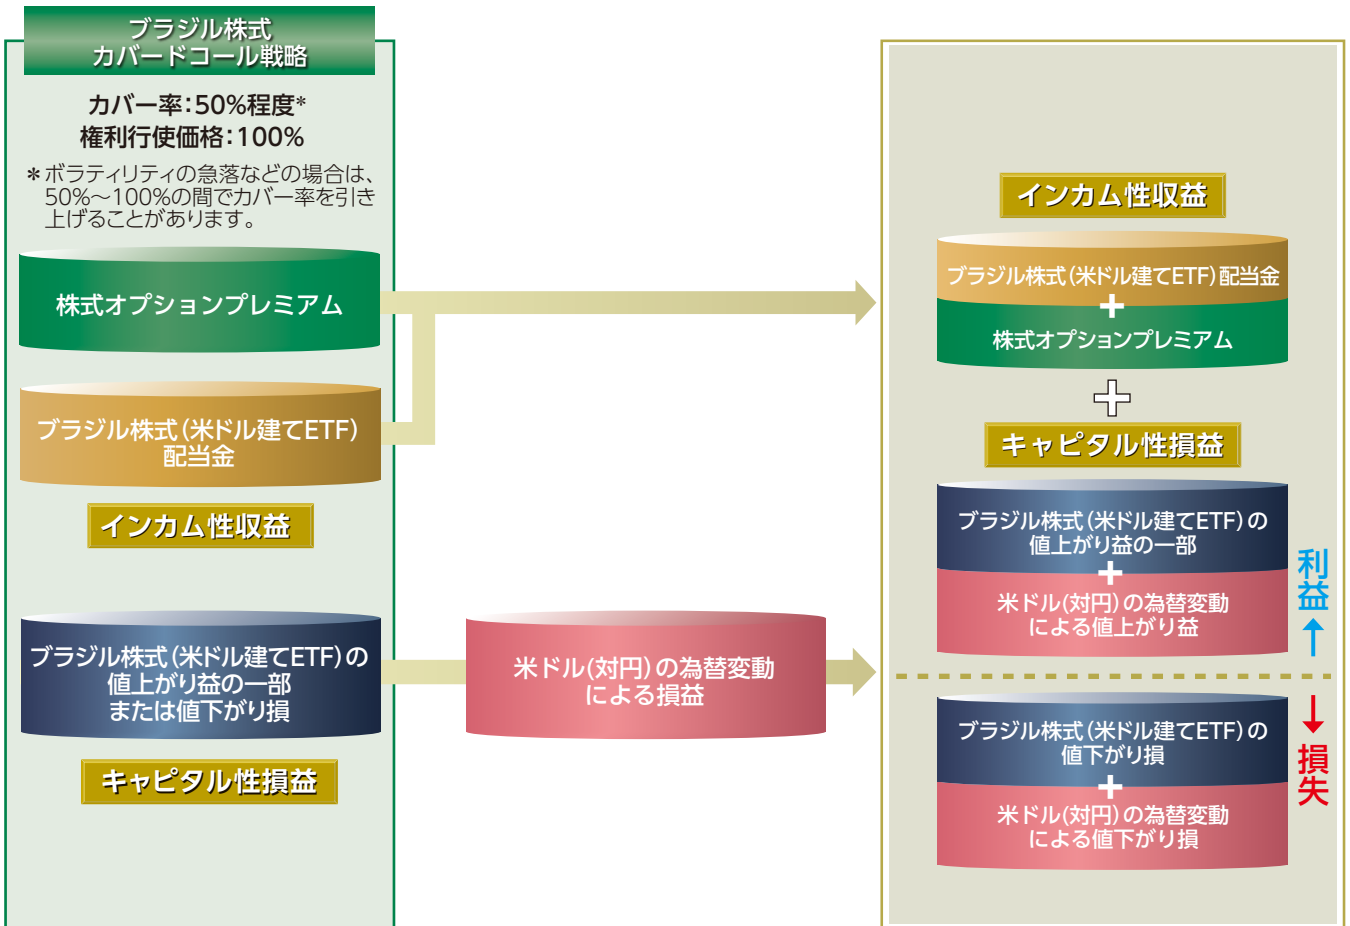 ブラジル株式
カバードコール戦略
カバー率：50％程度＊
権利行使価格：100％
＊ボラティリティの急落などの場合は、
50％～100％の間でカバー率を引き
上げることがあります。
株式オプションプレミアム
ブラジル株式（米ドル建てETF）
配当金
インカム性収益
ブラジル株式（米ドル建てETF）の
値上がり益の一部
または値下がり損
キャピタル性損益
米ドル(対円)の為替変動
による損益
インカム性収益
ブラジル株式（米ドル建てETF）配当金
＋
株式オプションプレミアム
＋
キャピタル性損益
ブラジル株式（米ドル建てETF）の
値上がり益の一部
＋
米ドル(対円)の為替変動
による値上がり益
利益↑
ブラジル株式（米ドル建てETF）の
値下がり損
＋
米ドル(対円)の為替変動
による値下がり損
↓損失